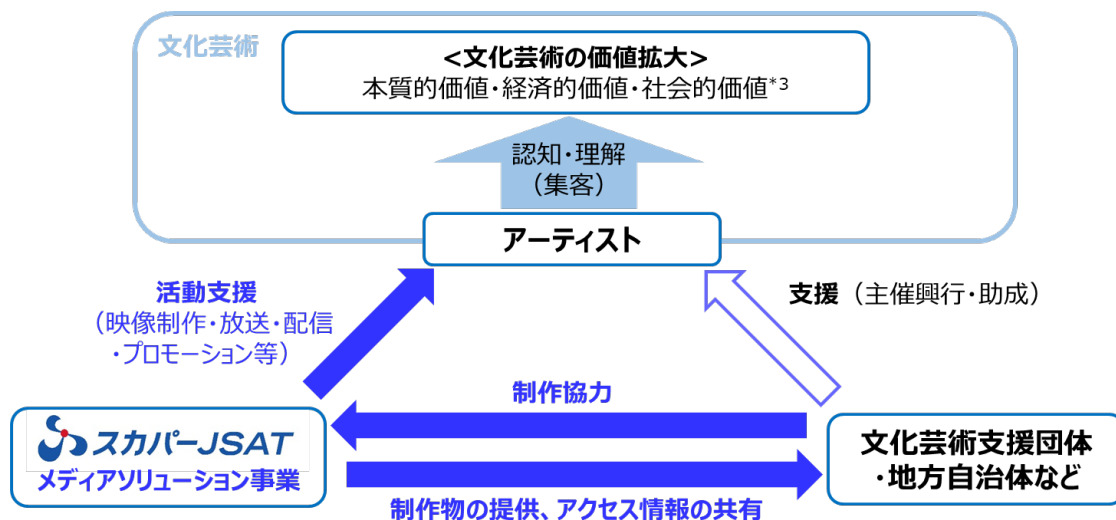 文化芸術
<文化芸術の価値拡大>
本質的価値・経済的価値・社会的価値*3
認知・理解
（集客）
アーティスト
活動支援
（映像制作・放送・配信
・プロモーション等）
支援（主催興行・助成）
制作協力
スカパーJSAT
メディアソリューション事業
文化芸術支援団体
・地方自治体など
制作物の提供、アクセス情報の共有